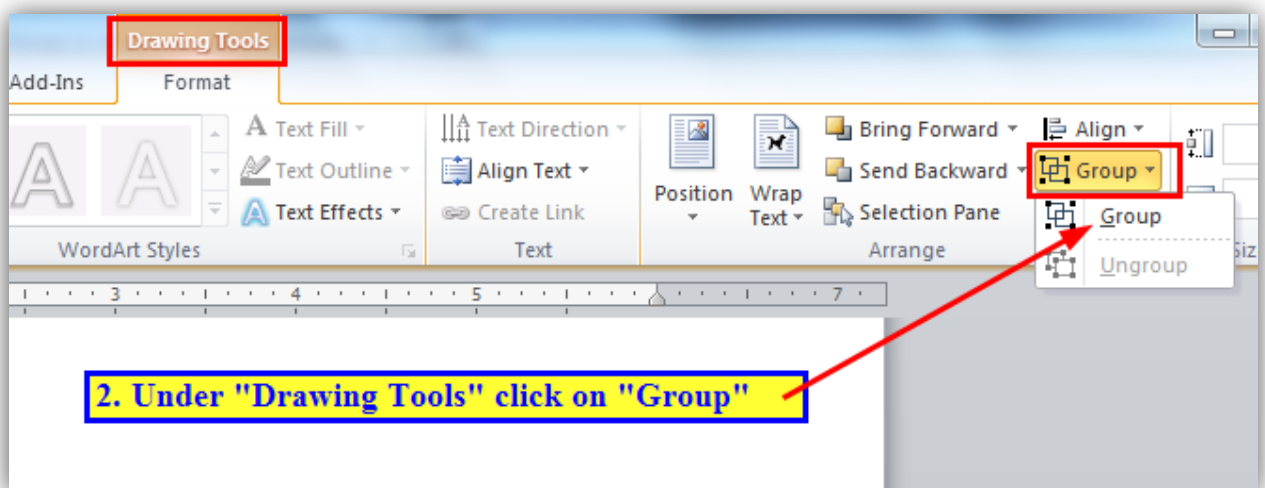 Drawing Tools
Add-Ins Format
A Text Fill Text Direction Bring Forward Align
A A Text Outline Align Text Position Wrap Text Send Backward Group
Text Effects Create Link Selection Pane Group
WordArt Styles Text Arrange Siz
Ungroup
3 4 5 7
2. Under "Drawing Tools" click on "Group"